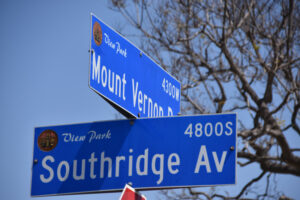 View Park
4300W
Mount Vernon D
View Park
4800S
Southridge Av